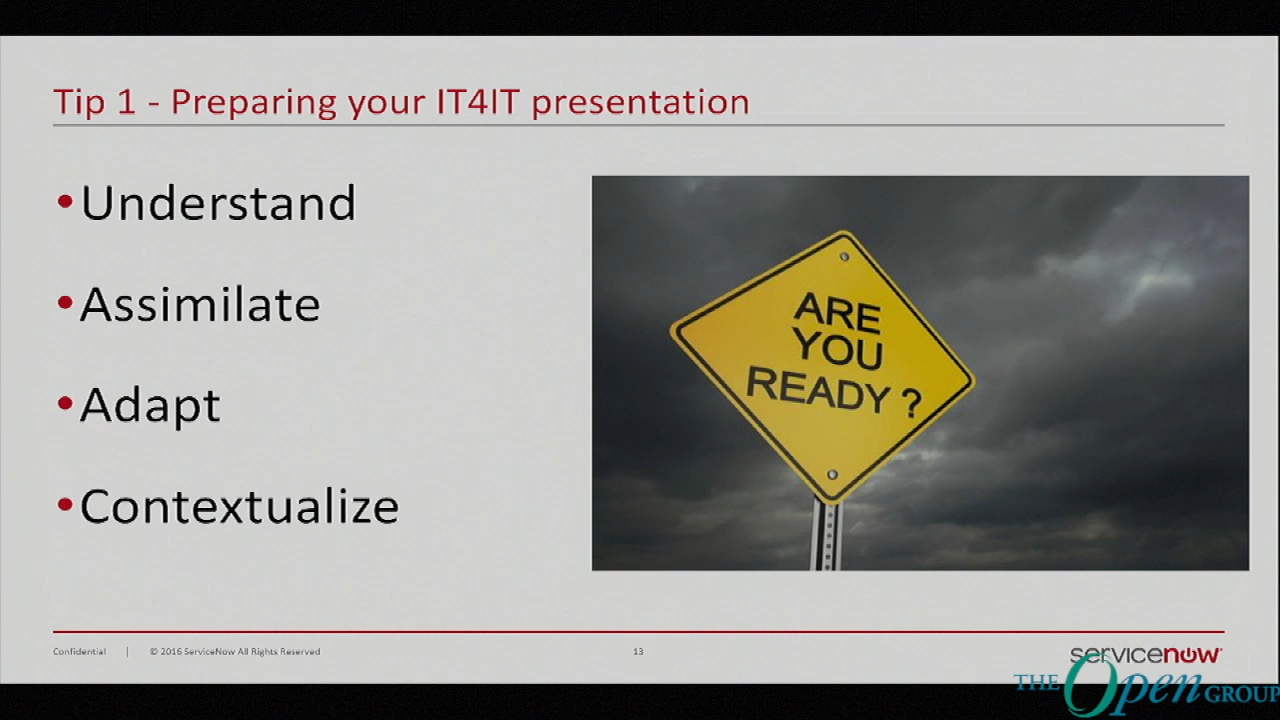 Tip 1 - Preparing your IT4IT presentation
•Understand
•Assimilate
•Adapt
•Contextualize
ARE
YOU
READY ?
Confidential | © 2016 ServiceNow All Rights Reserved
13
servicenow
THE Open GROUP